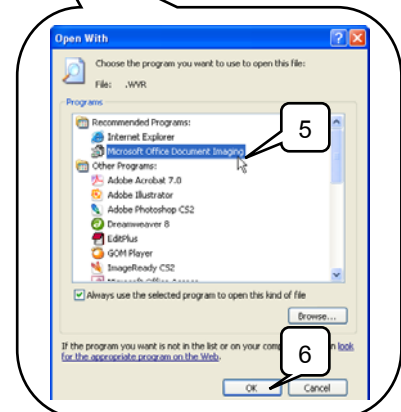 Open With
Choose the program you want to use to open this file:
File: .WVR
Programs
Recommended Programs:
Internet Explorer
Microsoft Office Document Imaging
5
Other Programs:
Adobe Acrobat 7.0
Adobe Illustrator
Adobe Photoshop CS2
Dreamweaver 8
EditPlus
GOM Player
ImageReady CS2
Always use the selected program to open this kind of file
Browse...
If the program you want is not in the list or on your look
for the appropriate program on the Web.
6
OK Cancel